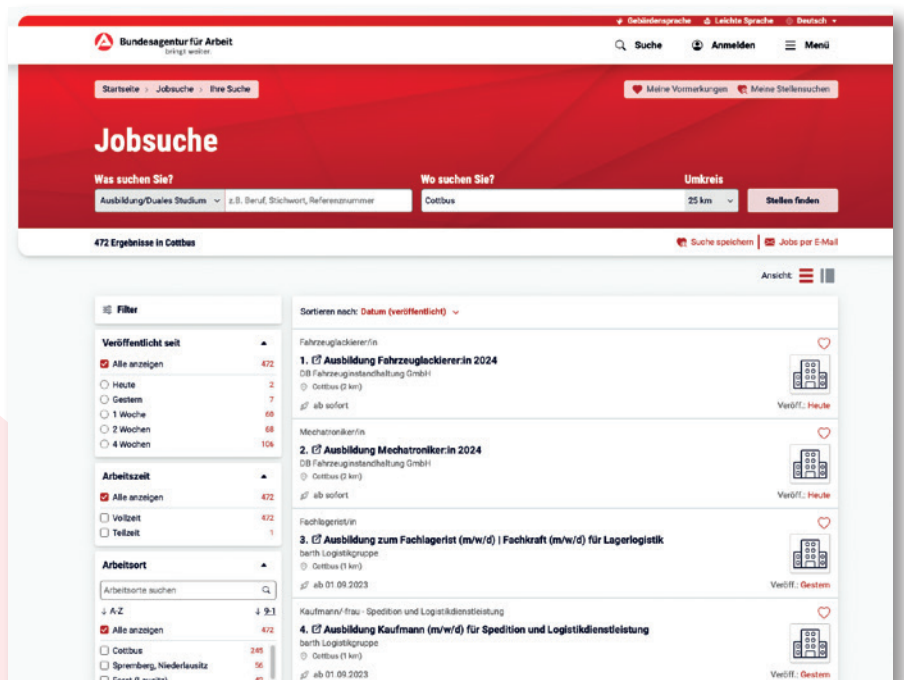 Gebärdensprache Leichte Sprache Deutsch
Bundesagentur für Arbeit
bringt weiter.
Suche Anmelden Menü
Startseite > Jobsuche > Ihre Suche
Meine Vormerkungen Meine Stellensuchen
Jobsuche
Was suchen Sie? Wo suchen Sie? Umkreis
Ausbildung/Duales Studium z.B. Beruf, Stichwort, Referenznummer Cottbus 25 km Stellen finden
472 Ergebnisse in Cottbus Suche speichern Jobs per E-Mail
Ansicht:
Filter
Veröffentlicht seit
Alle anzeigen 472
Heute 2
Gestern 7
1 Woche 68
2 Wochen 68
4 Wochen 106
Arbeitszeit
Alle anzeigen 472
Vollzeit 472
Teilzeit 1
Arbeitsort
Arbeitsorte suchen
↓ A-Z ↓ 9-1
Alle anzeigen 472
Cottbus 245
Spremberg, Niederlausitz 56
Sortieren nach: Datum (veröffentlicht)
Fahrzeuglackierer/in
1. Ausbildung Fahrzeuglackierer:in 2024
DB Fahrzeuginstandhaltung GmbH
Cottbus (2 km)
ab sofort Veröff.: Heute
Mechatroniker/in
2. Ausbildung Mechatroniker:in 2024
DB Fahrzeuginstandhaltung GmbH
Cottbus (2 km)
ab sofort Veröff.: Heute
Fachlagerist/in
3. Ausbildung zum Fachlagerist (m/w/d) | Fachkraft (m/w/d) für Lagerlogistik
barth Logistikgruppe
Cottbus (1 km)
ab 01.09.2023 Veröff.: Gestern
Kaufmann/-frau - Spedition und Logistikdienstleistung
4. Ausbildung Kaufmann (m/w/d) für Spedition und Logistikdienstleistung
barth Logistikgruppe
Cottbus (1 km)
ab 01.09.2023 Veröff.: Gestern